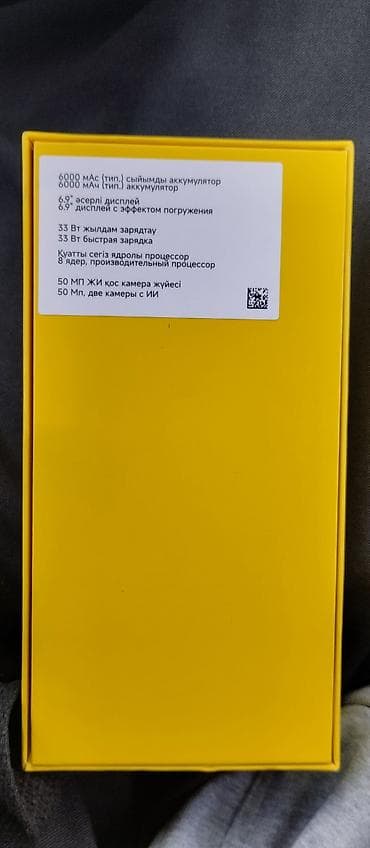 6000 мАс (тип.) сыйымды аккумулятор
6000 мАч (тип.) аккумулятор
6.9" әсерлі дисплей
6.9" дисплей с эффектом погружения
33 Вт жылдам зарядтау
33 Вт быстрая зарядка
Қуатты сегіз ядролы процессор
8 ядер, производительный процессор
50 МП ЖИ қос камера жүйесі
50 Мп, две камеры с ИИ